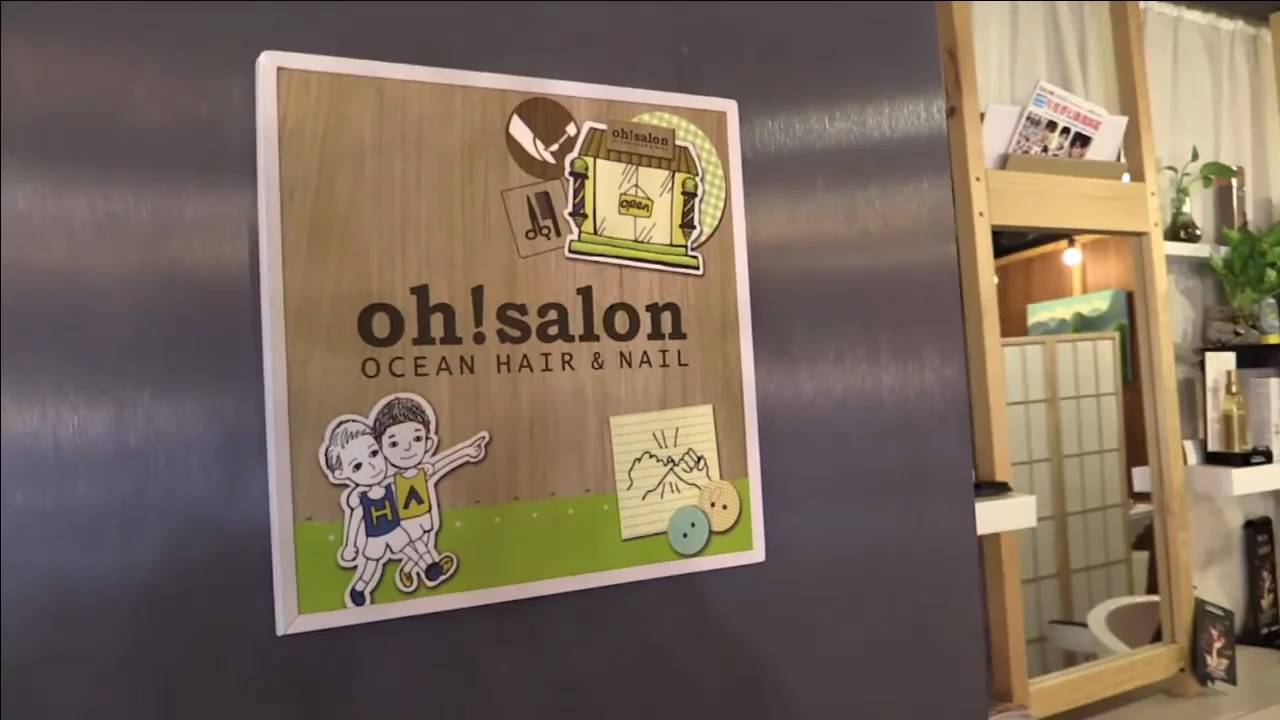 oh!salon
OCEAN HAIR & NAIL
open
oh!salon
OCEAN HAIR & NAIL
H A